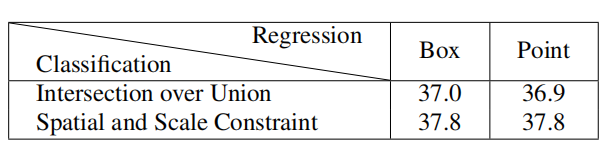 Regression
Classification
Box Point
Intersection over Union 37.0 36.9
Spatial and Scale Constraint 37.8 37.8